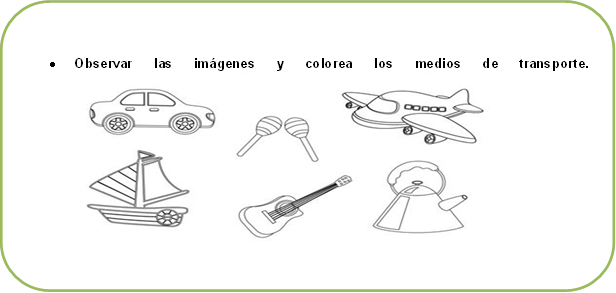 • Observar las imágenes y colorea los medios de transporte.